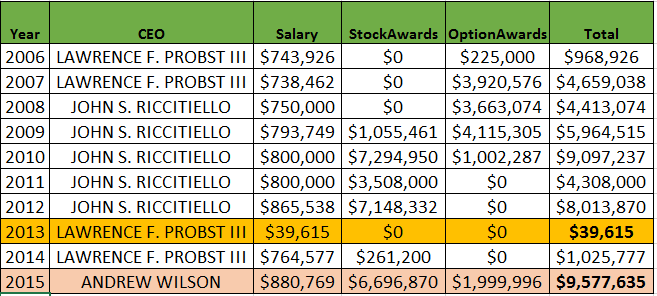 Year CEO Salary StockAwards OptionAwards Total
2006 LAWRENCE F. PROBST III $743,926 $0 $225,000 $968,926
2007 LAWRENCE F. PROBST III $738,462 $0 $3,920,576 $4,659,038
2008 JOHN S. RICCITIELLO $750,000 $0 $3,663,074 $4,413,074
2009 JOHN S. RICCITIELLO $793,749 $1,055,461 $4,115,305 $5,964,515
2010 JOHN S. RICCITIELLO $800,000 $7,294,950 $1,002,287 $9,097,237
2011 JOHN S. RICCITIELLO $800,000 $3,508,000 $0 $4,308,000
2012 JOHN S. RICCITIELLO $865,538 $7,148,332 $0 $8,013,870
2013 LAWRENCE F. PROBST III $39,615 $0 $0 $39,615
2014 LAWRENCE F. PROBST III $764,577 $261,200 $0 $1,025,777
2015 ANDREW WILSON $880,769 $6,696,870 $1,999,996 $9,577,635